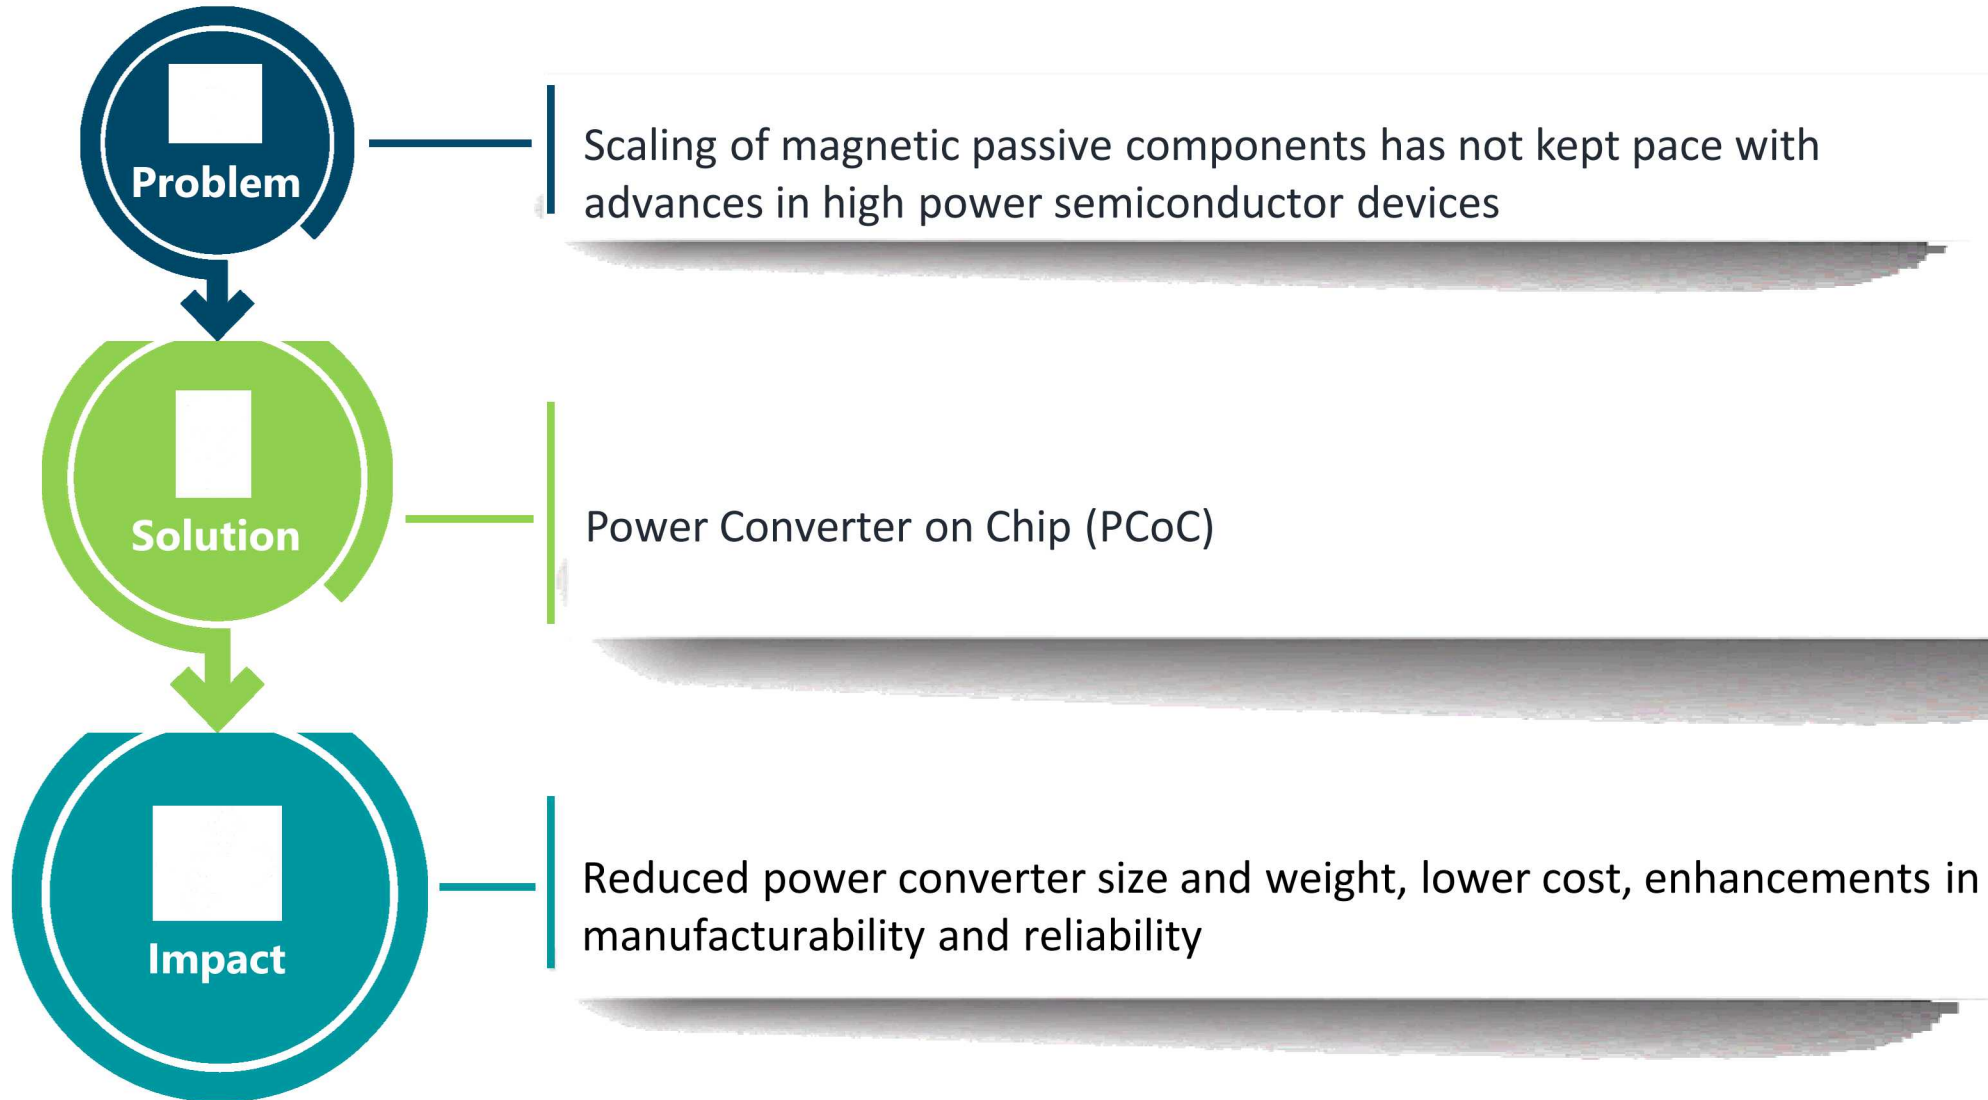 Problem
Scaling of magnetic passive components has not kept pace with
advances in high power semiconductor devices
Solution
Power Converter on Chip (PCoC)
Impact
Reduced power converter size and weight, lower cost, enhancements in
manufacturability and reliability